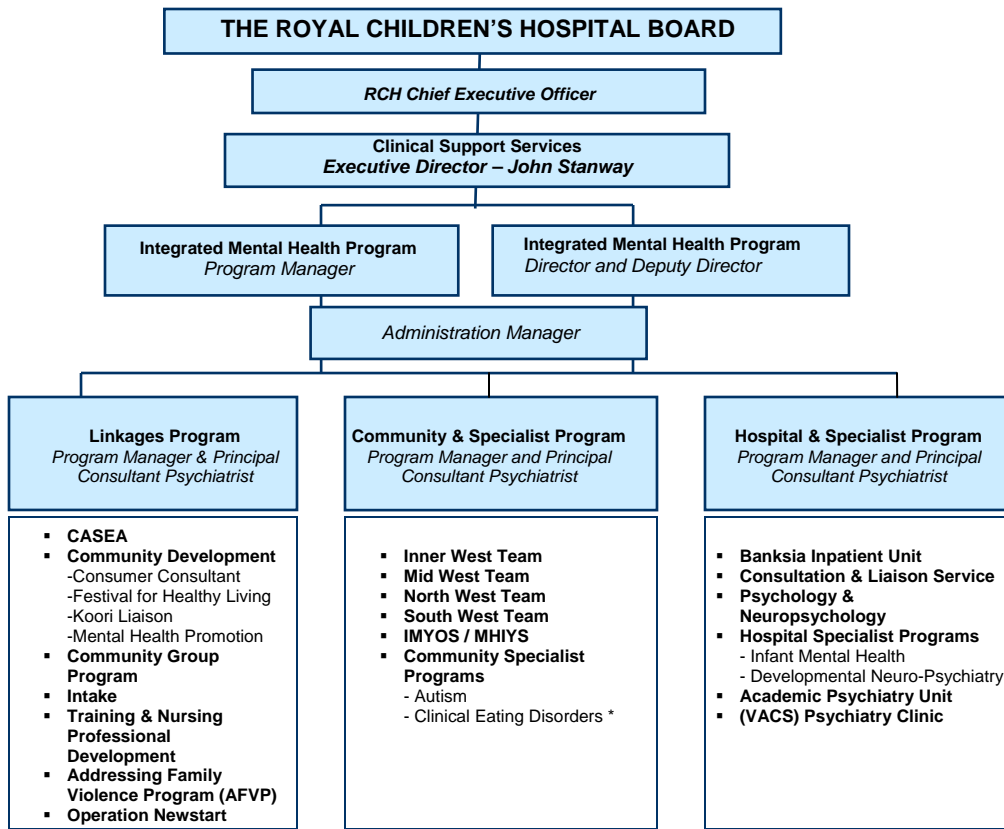 THE ROYAL CHILDREN'S HOSPITAL BOARD
RCH Chief Executive Officer
Clinical Support Services
Executive Director – John Stanway
Integrated Mental Health Program
Program Manager
Integrated Mental Health Program
Director and Deputy Director
Administration Manager
Linkages Program
Program Manager & Principal
Consultant Psychiatrist
Community & Specialist Program
Program Manager and Principal
Consultant Psychiatrist
Hospital & Specialist Program
Program Manager and Principal
Consultant Psychiatrist
▪ CASEA
▪ Community Development
-Consumer Consultant
-Festival for Healthy Living
-Koori Liaison
-Mental Health Promotion
▪ Community Group
Program
▪ Intake
▪ Training & Nursing
Professional
Development
▪ Addressing Family
Violence Program (AFVP)
▪ Operation Newstart
▪ Inner West Team
▪ Mid West Team
▪ North West Team
▪ South West Team
▪ IMYOS / MHIYS
▪ Community Specialist
Programs
- Autism
- Clinical Eating Disorders *
▪ Banksia Inpatient Unit
▪ Consultation & Liaison Service
▪ Psychology &
Neuropsychology
▪ Hospital Specialist Programs
- Infant Mental Health
- Developmental Neuro-Psychiatry
▪ Academic Psychiatry Unit
▪ (VACS) Psychiatry Clinic